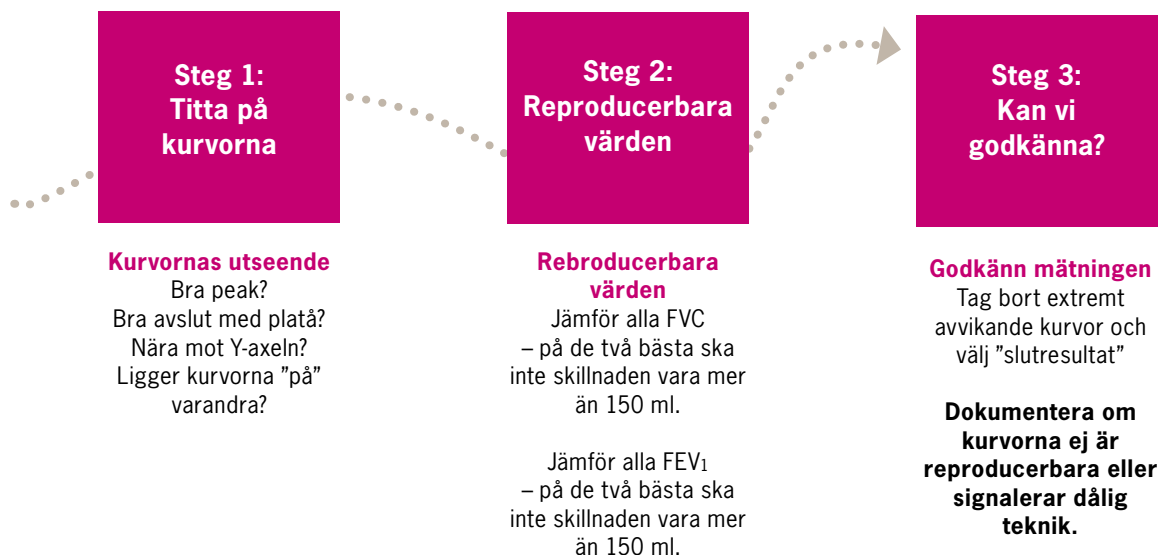 Steg 1:
Titta på
kurvorna
Kurvornas utseende
Bra peak?
Bra avslut med platå?
Nära mot Y-axeln?
Ligger kurvorna ”på”
varandra?
Steg 2:
Reproducerbara
värden
Rebroducerbara
värden
Jämför alla FVC
– på de två bästa ska
inte skillnaden vara mer
än 150 ml.
Jämför alla FEV₁
– på de två bästa ska
inte skillnaden vara mer
än 150 ml.
Steg 3:
Kan vi
godkänna?
Godkänn mätningen
Tag bort extremt
avvikande kurvor och
välj ”slutresultat”
Dokumentera om
kurvorna ej är
reproducerbara eller
signalerar dålig
teknik.